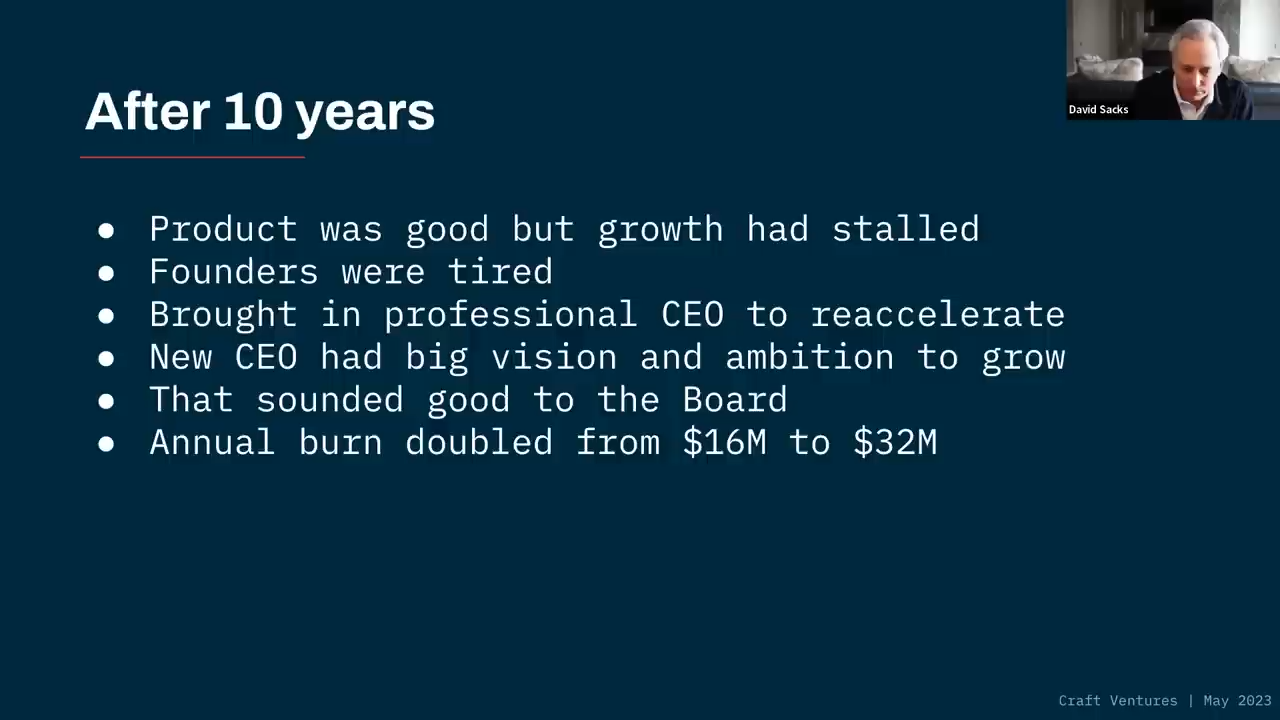 David Sacks
After 10 years
● Product was good but growth had stalled
● Founders were tired
● Brought in professional CEO to reaccelerate
● New CEO had big vision and ambition to grow
● That sounded good to the Board
● Annual burn doubled from $16M to $32M
Craft Ventures | May 2023